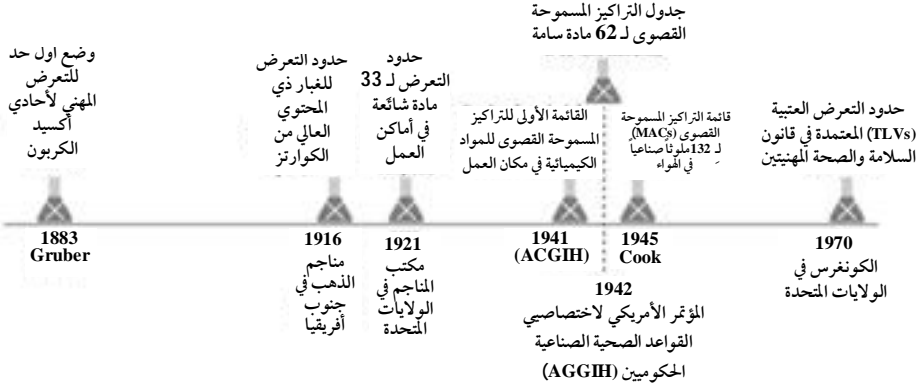 وضع اول حد
للتعرض
المهني لأحادي
أكسيد
الكربون
1883
Gruber
حدود التعرض
للغبار ذي
المحتوي
العالي من
الكوارتز
1916
مناجم
الذهب في
جنوب
أفريقيا
حدود
التعرض لـ 33
مادة شائعة
في أماكن
العمل
1921
مكتب
المناجم في
الولايات
المتحدة
القائمة الأولى للتراكيز
المسموحة القصوى للمواد
الكيميائية في مكان العمل
1941
(ACGIH)
جدول التراكيز المسموحة
القصوى لـ 62 مادة سامة
1942
المؤتمر الأمريكي لاختصاصيي
القواعد الصحية الصناعية
الحكوميين (AGGIH)
قائمة التراكيز المسموحة
القصوى (MACs)
لـ 132 ملوثا صناعيا
في الهواء
1945
Cook
حدود التعرض العتبية
(TLVs) المعتمدة في قانون
السلامة والصحة المهنيتين
1970
الكونغرس في
الولايات المتحدة